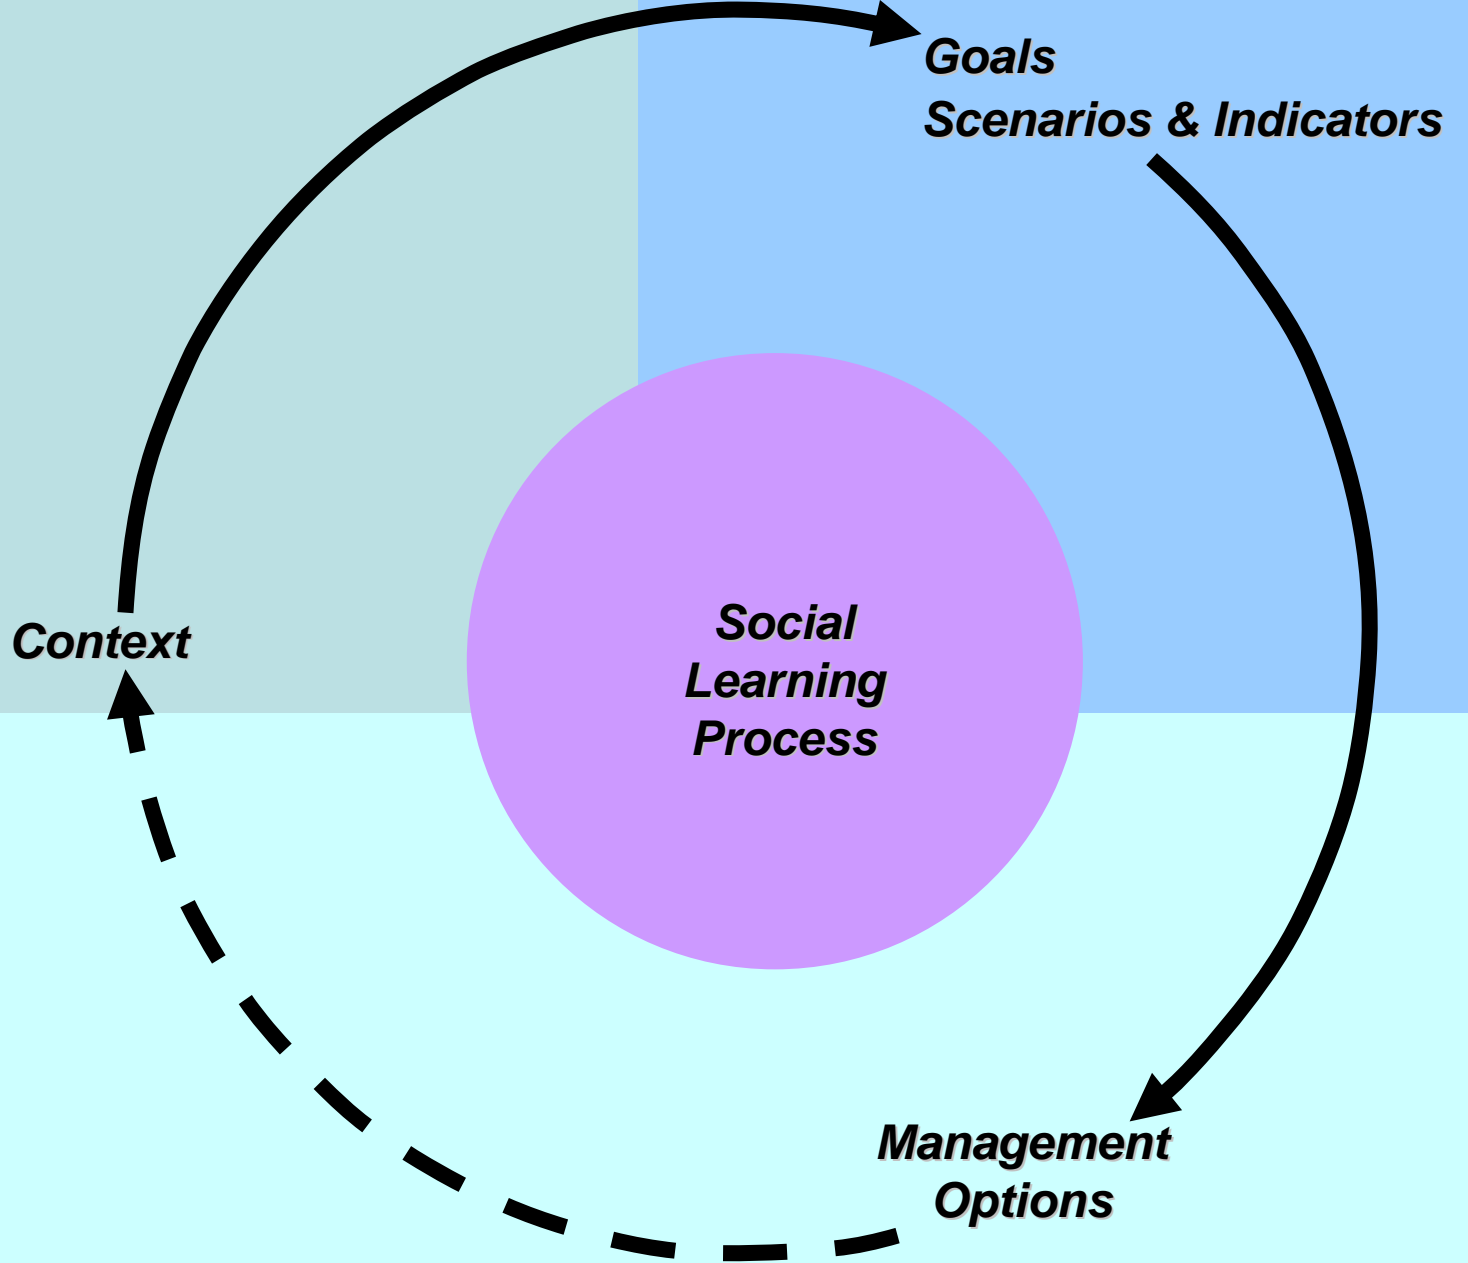 Goals
Scenarios & Indicators
Context
Social
Learning
Process
Management
Options